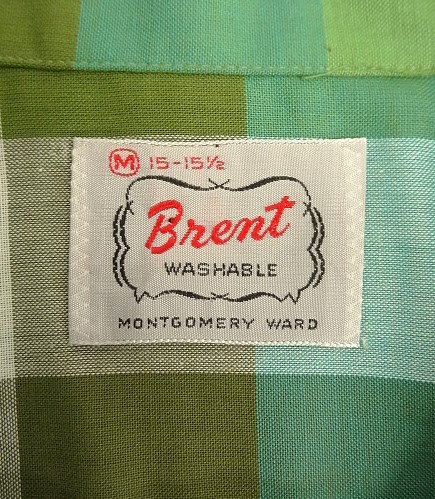 M 15-15½
Brent
WASHABLE
MONTGOMERY WARD